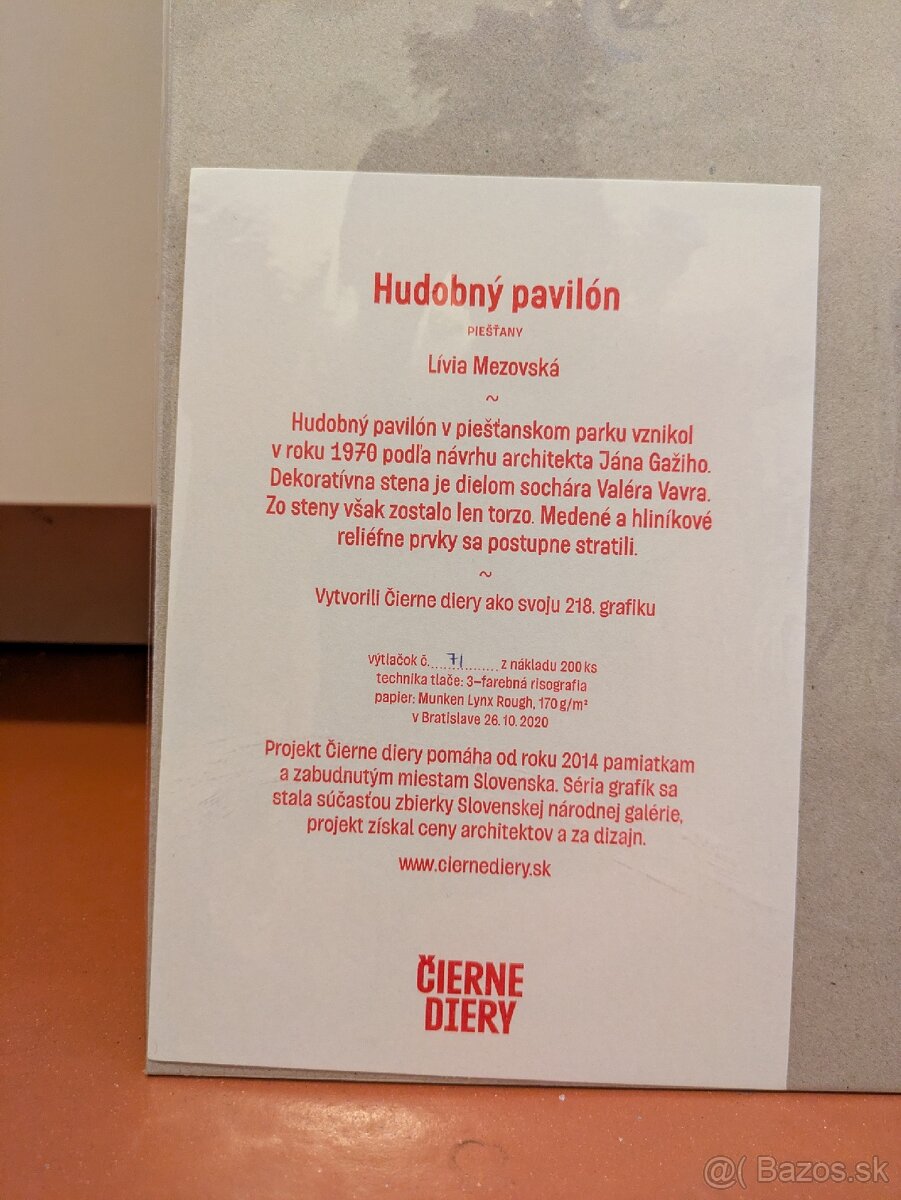 Hudobný pavilón
PIEŠŤANY
Lívia Mezovská
~
Hudobný pavilón v piešťanskom parku vznikol
v roku 1970 podľa návrhu architekta Jána Gažiho.
Dekoratívna stena je dielom sochára Valéra Vavra.
Zo steny však zostalo len torzo. Medené a hliníkové
reliéfne prvky sa postupne stratili.
~
Vytvorili Čierne diery ako svoju 218. grafiku
výtlačok č. 71 z nákladu 200 ks
technika tlače: 3–farebná risografia
papier: Munken Lynx Rough, 170 g/m²
v Bratislave 26. 10. 2020
Projekt Čierne diery pomáha od roku 2014 pamiatkam
a zabudnutým miestam Slovenska. Séria grafík sa
stala súčasťou zbierky Slovenskej národnej galérie,
projekt získal ceny architektov a za dizajn.
www.ciernediery.sk
ČIERNE
DIERY
@( Bazos.sk